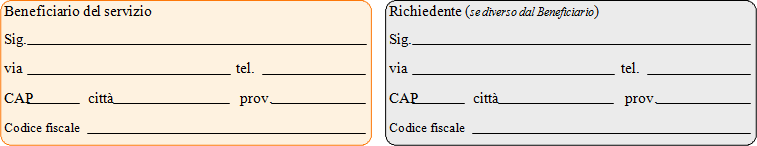 Beneficiario del servizio
Sig.
via tel.
CAP città prov.
Codice fiscale
Richiedente (se diverso dal Beneficiario)
Sig.
via tel.
CAP città prov.
Codice fiscale